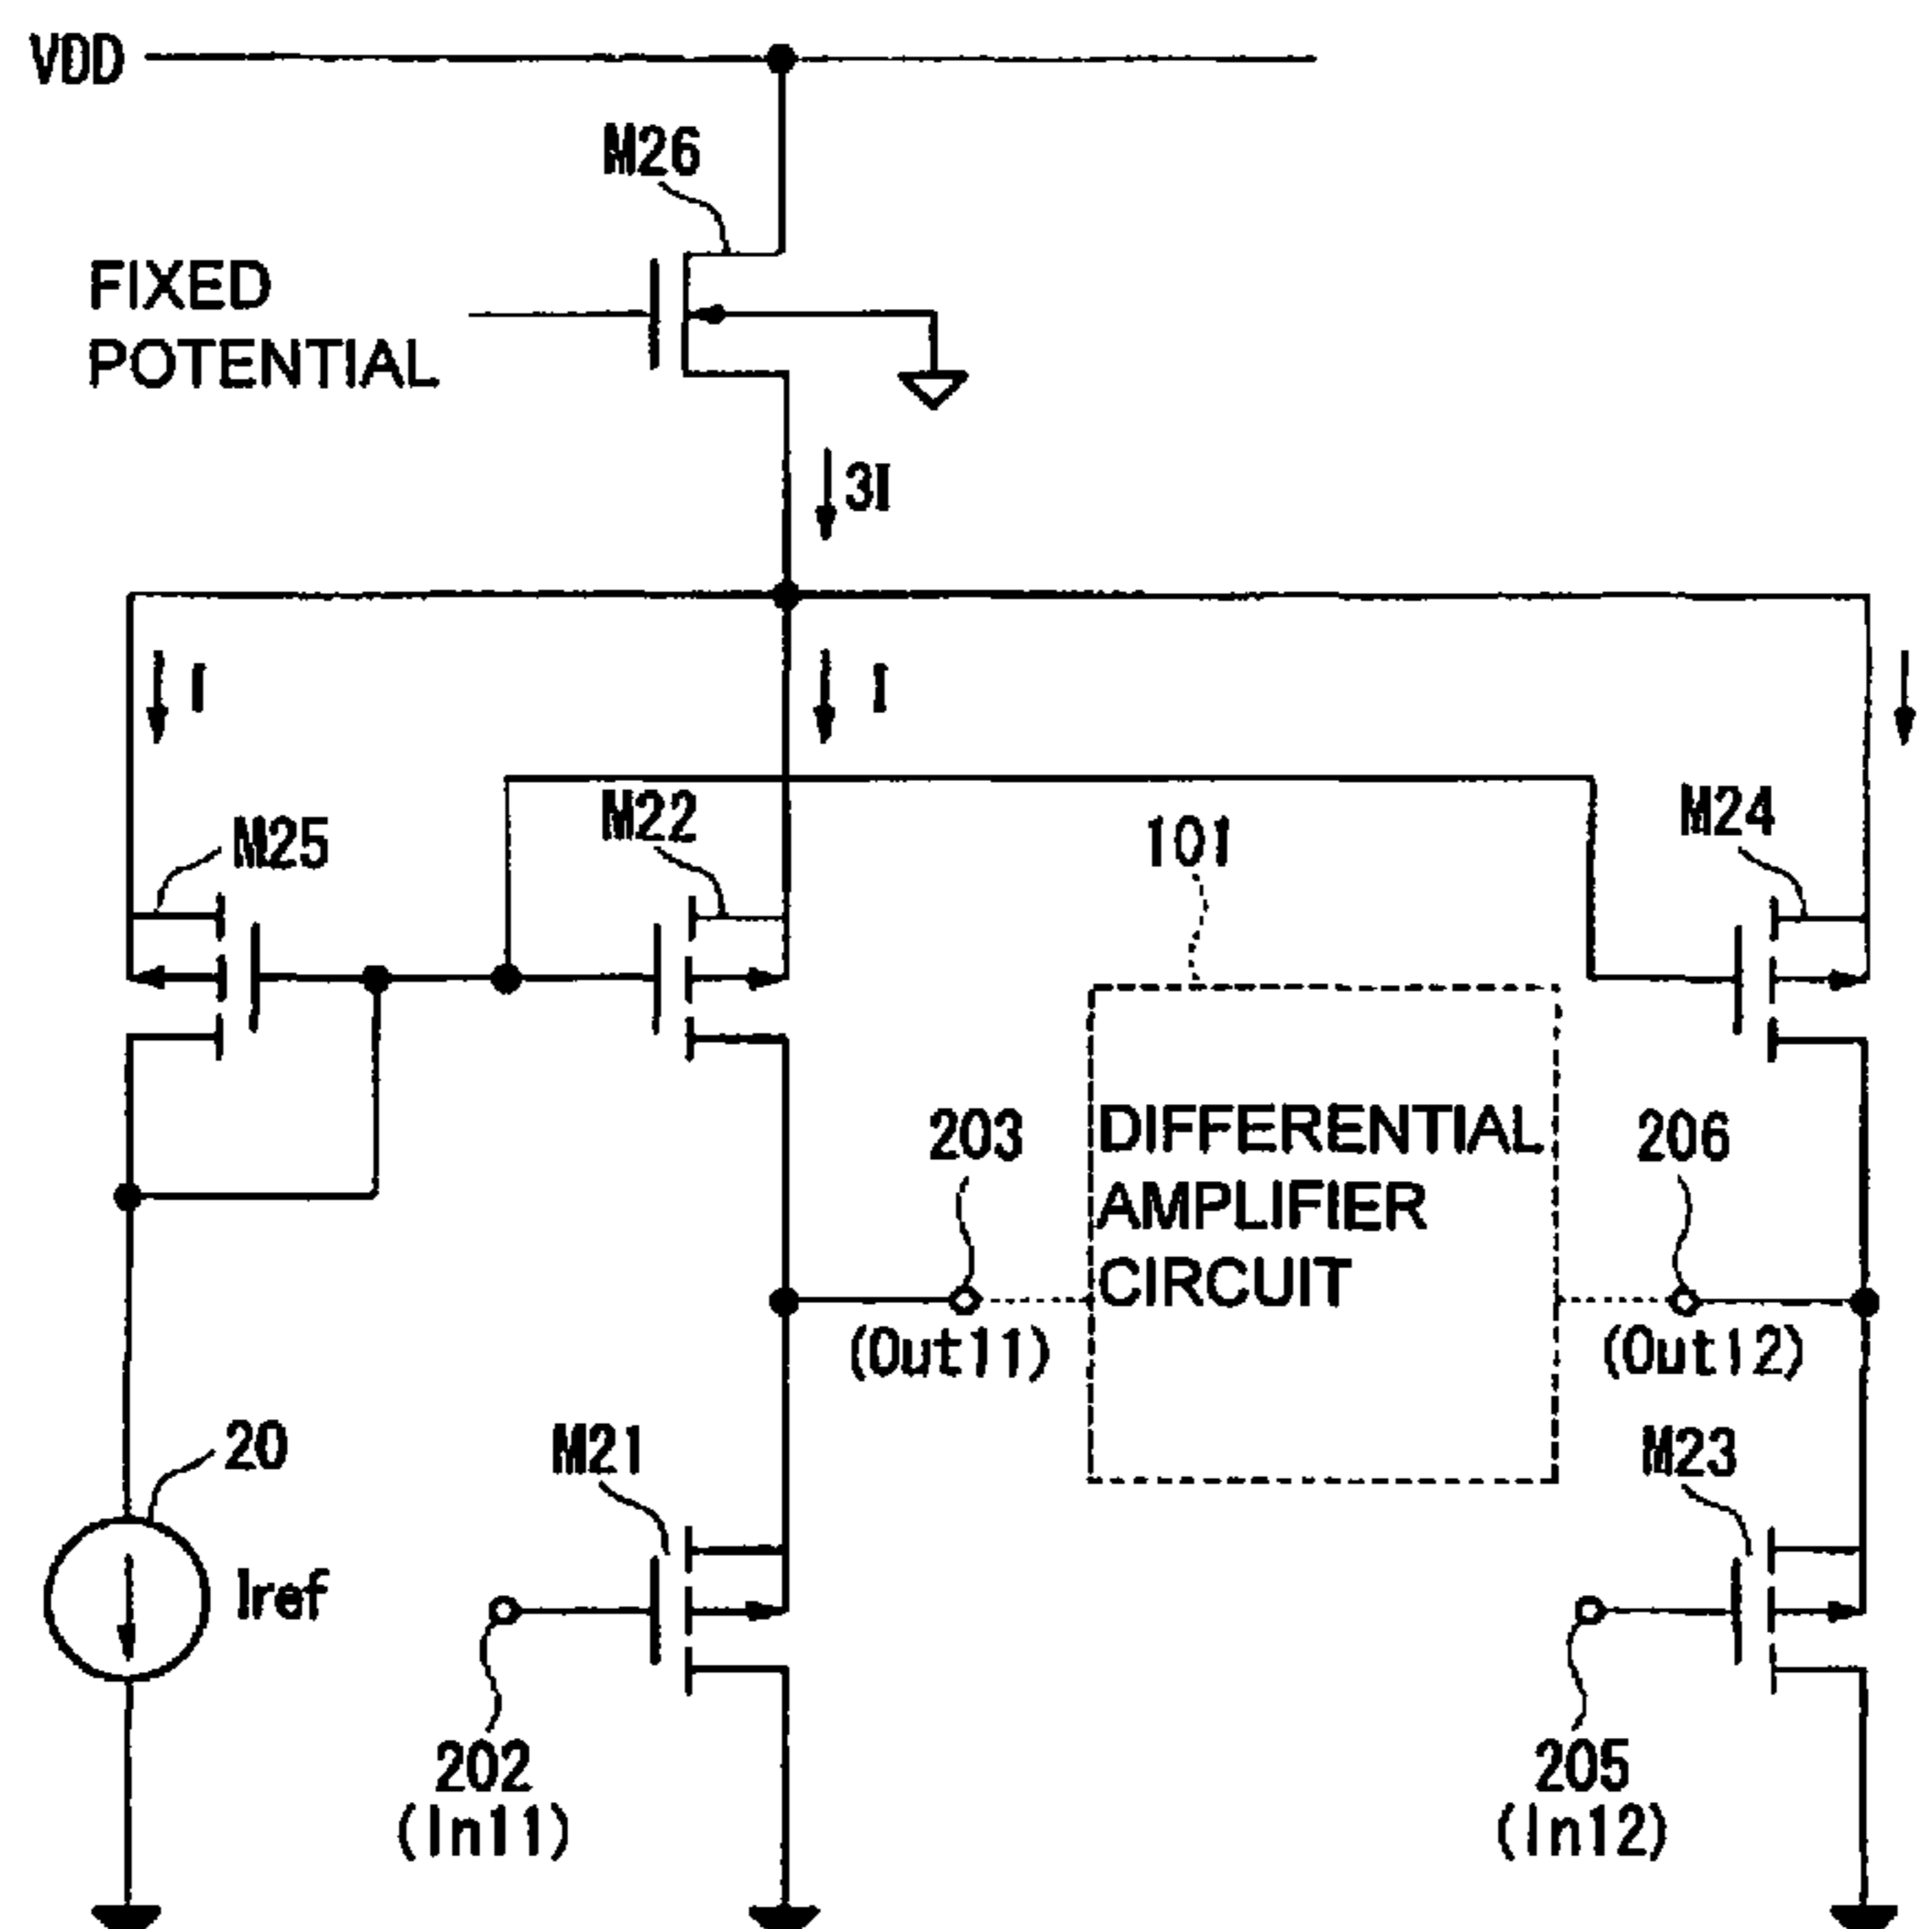 VDD
M26
FIXED
POTENTIAL
3I
I
I
M25
M22
101
M24
203
DIFFERENTIAL
AMPLIFIER
CIRCUIT
206
(Out11)
(Out12)
20
M21
M23
Iref
202
(In11)
205
(In12)